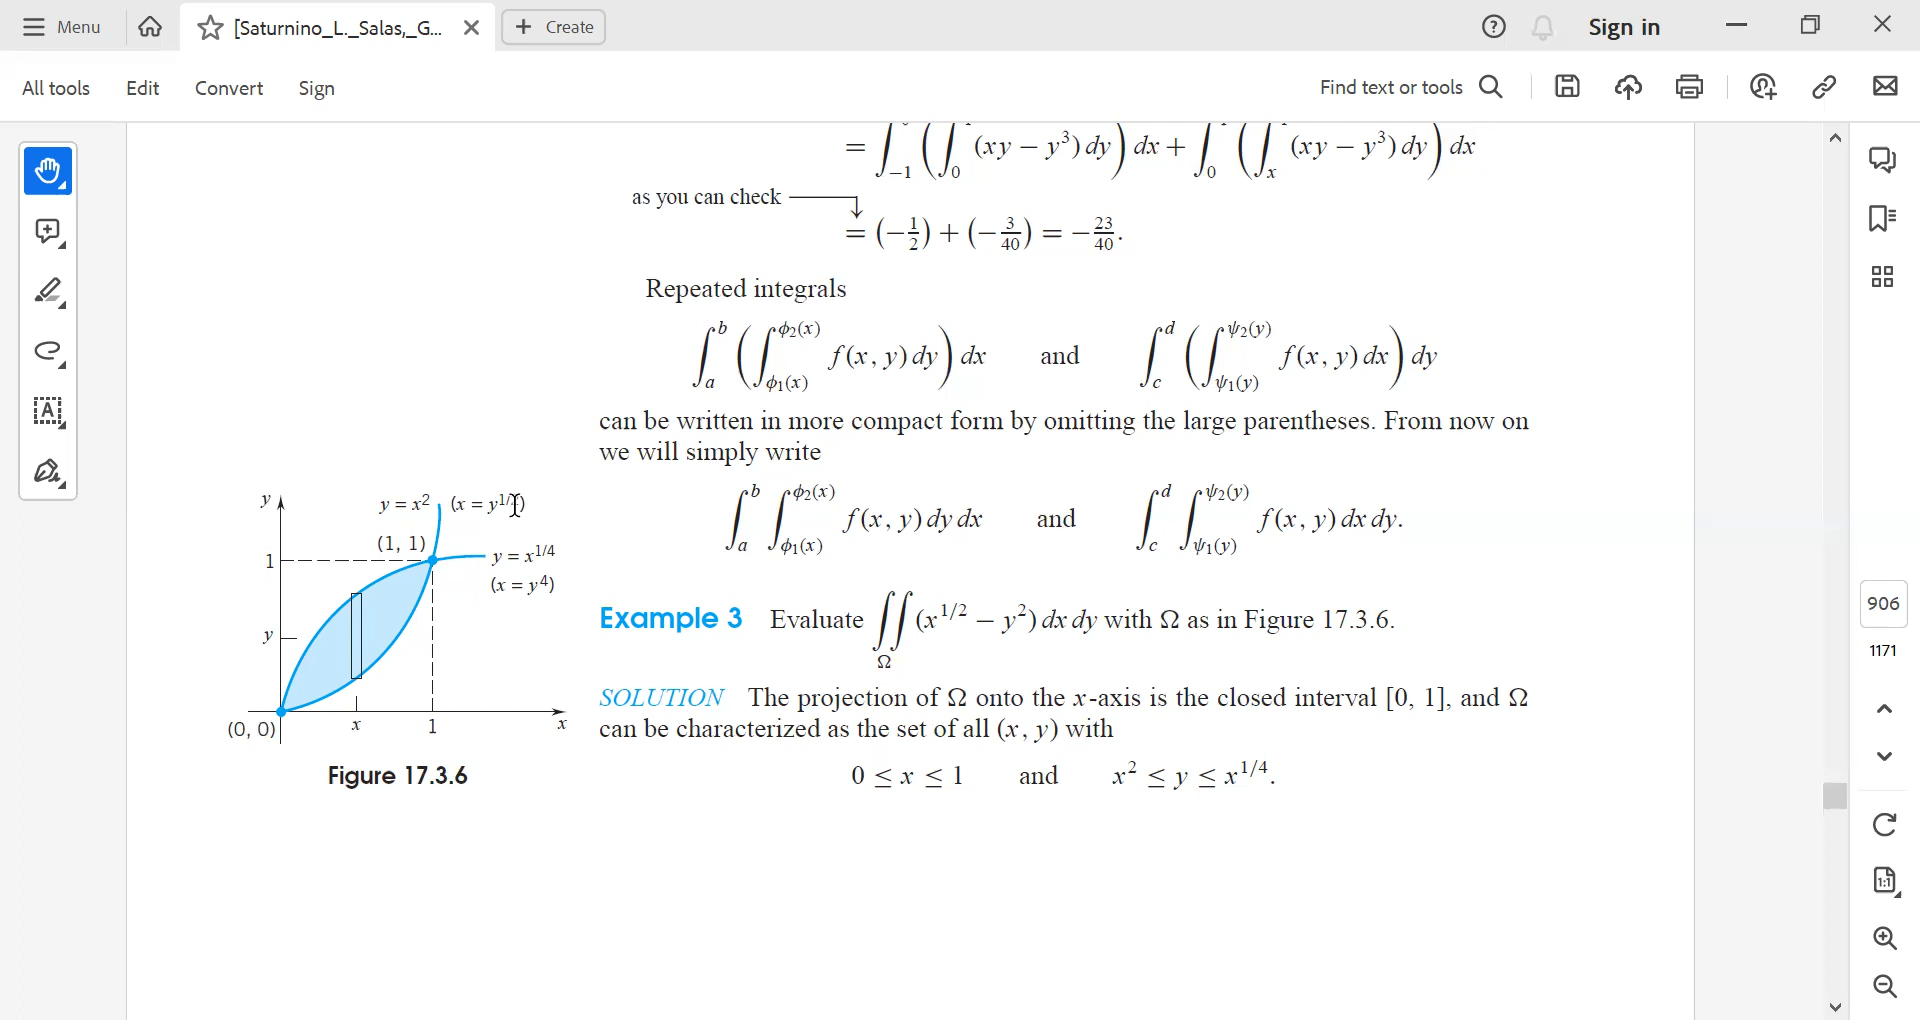 Menu
[Saturnino_L._Salas,_G...
+ Create
Sign in
All tools
Edit
Convert
Sign
Find text or tools
= ∫_{-1} ( ∫_0 (xy − y³) dy ) dx + ∫_0 ( ∫_x (xy − y³) dy ) dx
as you can check
= (−1/2) + (−3/40) = −23/40.
Repeated integrals
∫_a^b ( ∫_{ϕ₁(x)}^{ϕ₂(x)} f(x, y) dy ) dx and ∫_c^d ( ∫_{ψ₁(y)}^{ψ₂(y)} f(x, y) dx ) dy
can be written in more compact form by omitting the large parentheses. From now on
we will simply write
∫_a^b ∫_{ϕ₁(x)}^{ϕ₂(x)} f(x, y) dy dx and ∫_c^d ∫_{ψ₁(y)}^{ψ₂(y)} f(x, y) dx dy.
y
y = x²
(1, 1)
1
y = x^{1/4}
(x = y⁴)
y
(0, 0)
x
1
x
Figure 17.3.6
Example 3 Evaluate ∬_Ω (x^{1/2} − y²) dx dy with Ω as in Figure 17.3.6.
SOLUTION The projection of Ω onto the x-axis is the closed interval [0, 1], and Ω
can be characterized as the set of all (x, y) with
0 ≤ x ≤ 1 and x² ≤ y ≤ x^{1/4}.
906
1171
1:1